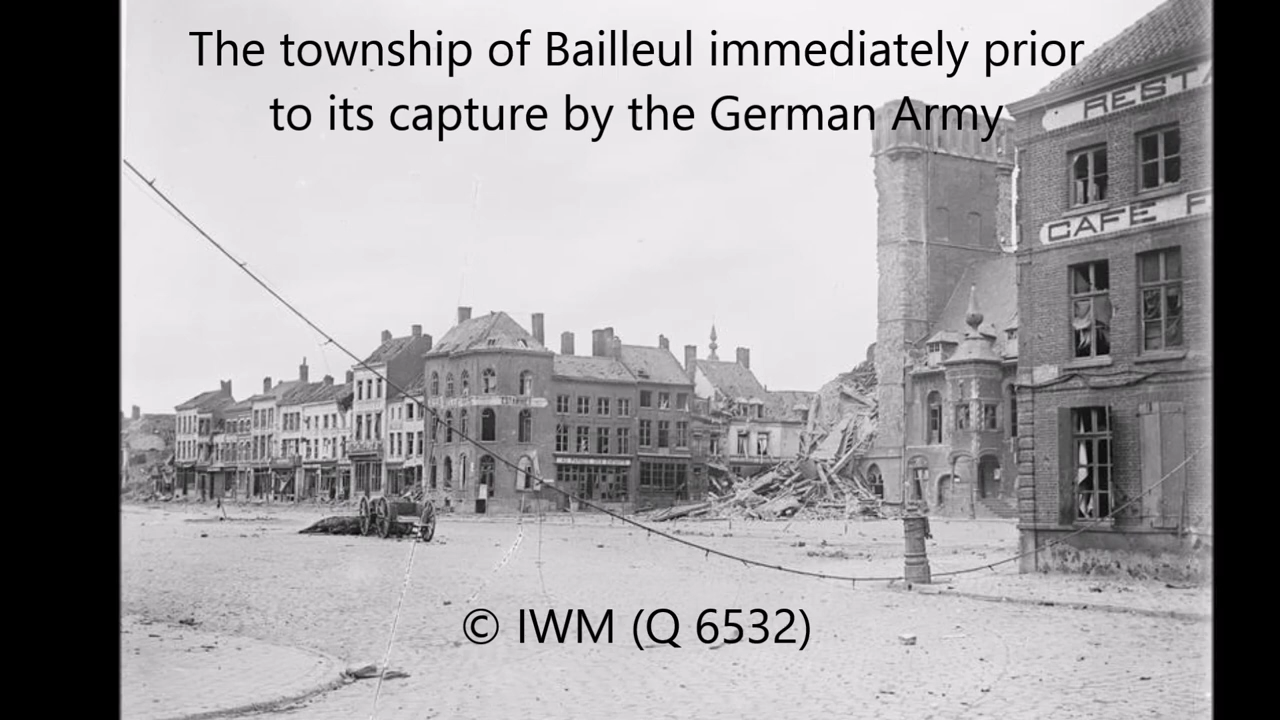 The township of Bailleul immediately prior
to its capture by the German Army
REST
CAFE F
© IWM (Q 6532)